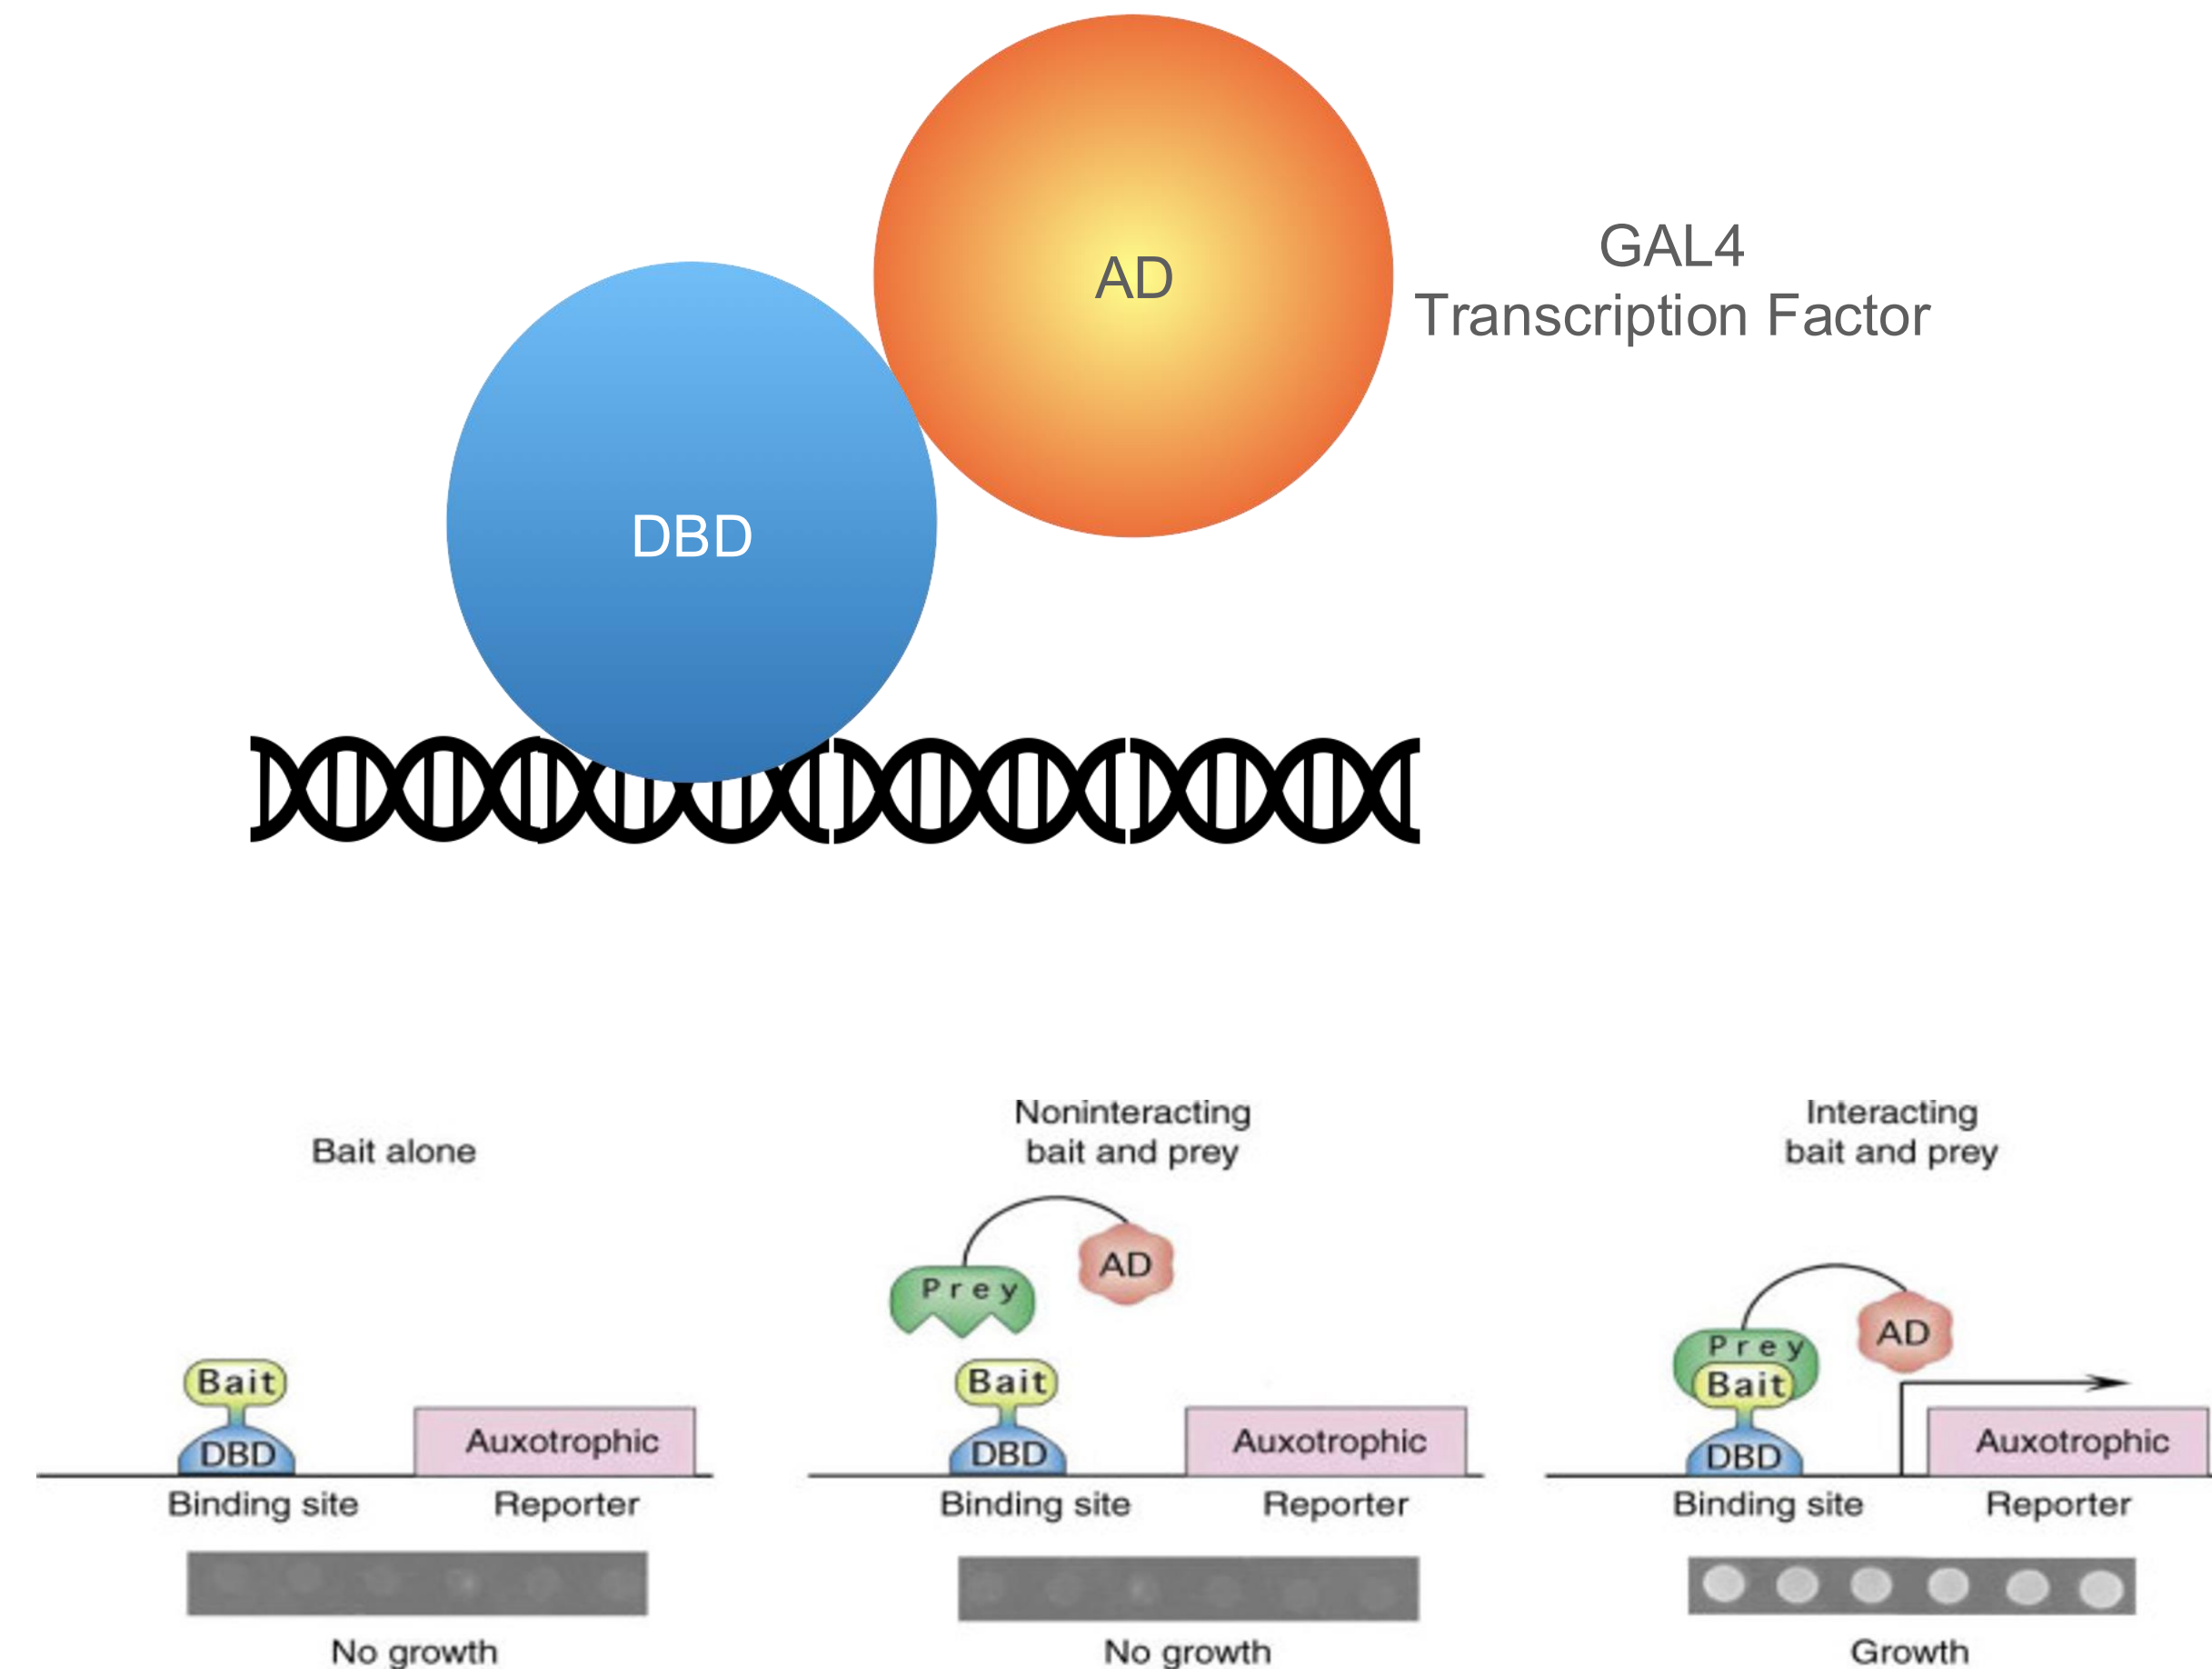 AD
GAL4
Transcription Factor
DBD
Bait alone
Bait
DBD
Auxotrophic
Binding site
Reporter
No growth
Noninteracting
bait and prey
Prey
AD
Bait
DBD
Auxotrophic
Binding site
Reporter
No growth
Interacting
bait and prey
Prey
AD
Bait
DBD
Auxotrophic
Binding site
Reporter
Growth